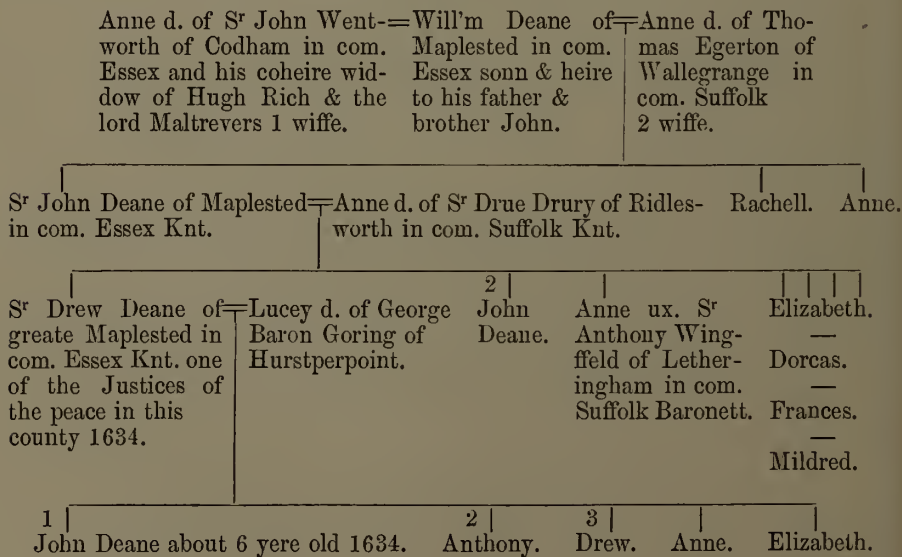 Anne d. of Sʳ John Went-
worth of Codham in com.
Essex and his coheire wid-
dow of Hugh Rich & the
lord Maltrevers 1 wiffe.
Will'm Deane of
Maplested in com.
Essex sonn & heire
to his father &
brother John.
Anne d. of Tho-
mas Egerton of
Wallegrange in
com. Suffolk
2 wiffe.
Sʳ John Deane of Maplested
in com. Essex Knt.
Anne d. of Sʳ Drue Drury of Ridles-
worth in com. Suffolk Knt.
Rachell.
Anne.
Sʳ Drew Deane of
greate Maplested in
com. Essex Knt. one
of the Justices of
the peace in this
county 1634.
Lucey d. of George
Baron Goring of
Hurstperpoint.
2
John
Deane.
Anne ux. Sʳ
Anthony Wing-
ffeld of Lether-
ingham in com.
Suffolk Baronett.
Elizabeth.
—
Dorcas.
—
Frances.
—
Mildred.
1
John Deane about 6 yere old 1634.
2
Anthony.
3
Drew.
Anne.
Elizabeth.